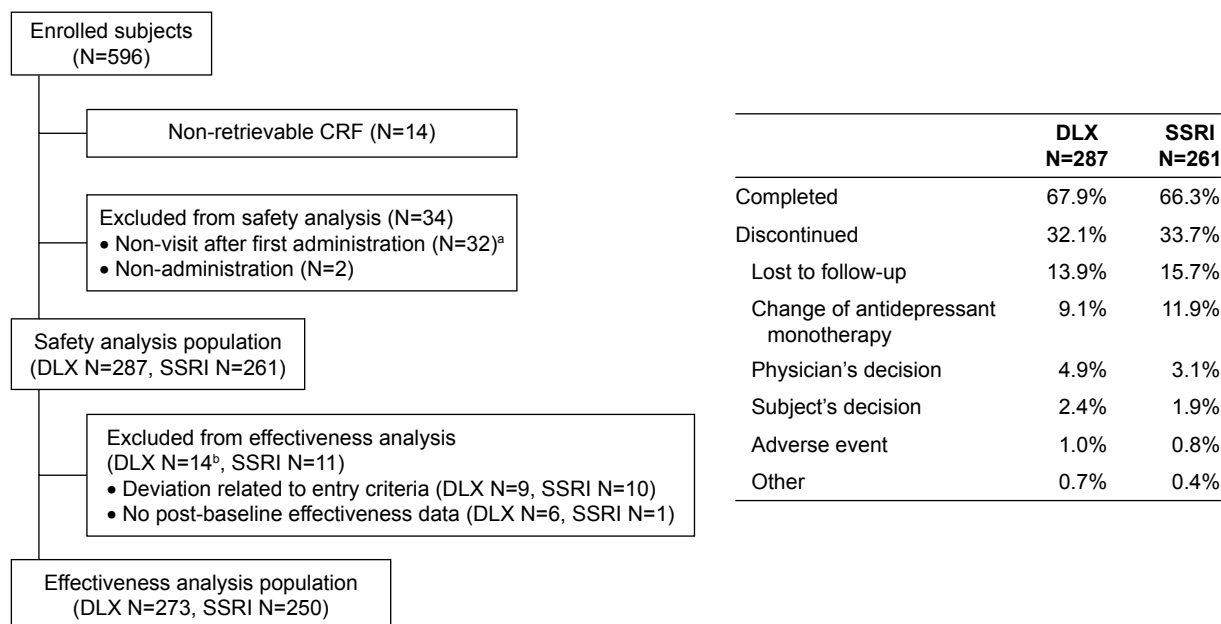 Enrolled subjects
(N=596)
Non-retrievable CRF (N=14)
Excluded from safety analysis (N=34)
• Non-visit after first administration (N=32)ᵃ
• Non-administration (N=2)
Safety analysis population
(DLX N=287, SSRI N=261)
Excluded from effectiveness analysis
(DLX N=14ᵇ, SSRI N=11)
• Deviation related to entry criteria (DLX N=9, SSRI N=10)
• No post-baseline effectiveness data (DLX N=6, SSRI N=1)
Effectiveness analysis population
(DLX N=273, SSRI N=250)
DLX SSRI
N=287 N=261
Completed 67.9% 66.3%
Discontinued 32.1% 33.7%
Lost to follow-up 13.9% 15.7%
Change of antidepressant 9.1% 11.9%
monotherapy
Physician's decision 4.9% 3.1%
Subject's decision 2.4% 1.9%
Adverse event 1.0% 0.8%
Other 0.7% 0.4%